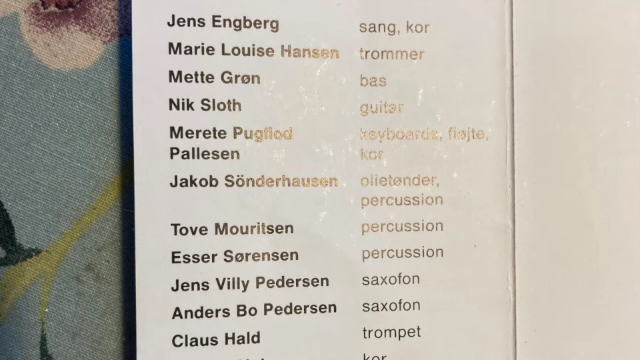 Jens Engberg sang, kor
Marie Louise Hansen trommer
Mette Grøn bas
Nik Sloth guitar
Merete Pugflod keyboards, fløjte,
Pallesen kor
Jakob Sönderhausen olietønder,
percussion
Tove Mouritsen percussion
Esser Sørensen percussion
Jens Villy Pedersen saxofon
Anders Bo Pedersen saxofon
Claus Hald trompet
kor